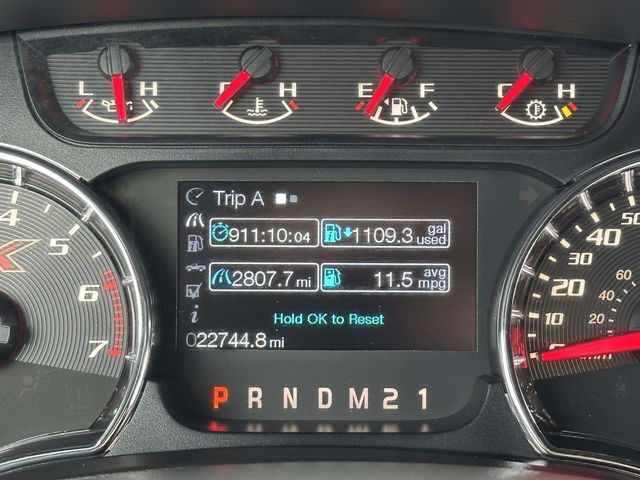 L H C H E F C H
Trip A
911:10:04 1109.3 gal used
2807.7 mi 11.5 avg mpg
Hold OK to Reset
022744.8 mi
P R N D M 2 1
4
5
6
7
50
40
30
20
0
60
40
20